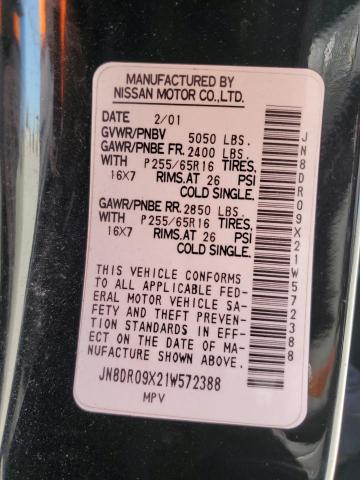 MANUFACTURED BY
NISSAN MOTOR CO.,LTD.
DATE 2/01
GVWR/PNBV 5050 LBS.
GAWR/PNBE FR. 2400 LBS.
WITH P255/65R16 TIRES,
16X7 RIMS, AT 26 PSI
COLD SINGLE.
GAWR/PNBE RR. 2850 LBS.
WITH P255/65R16 TIRES,
16X7 RIMS, AT 26 PSI
COLD SINGLE.
THIS VEHICLE CONFORMS
TO ALL APPLICABLE FED-
ERAL MOTOR VEHICLE SA-
FETY AND THEFT PREVEN-
TION STANDARDS IN EFF-
ECT ON THE DATE OF MA-
NUFACTURE SHOWN ABOVE.
JN8DR09X21W572388
MPV
JN8DR09X21W572388